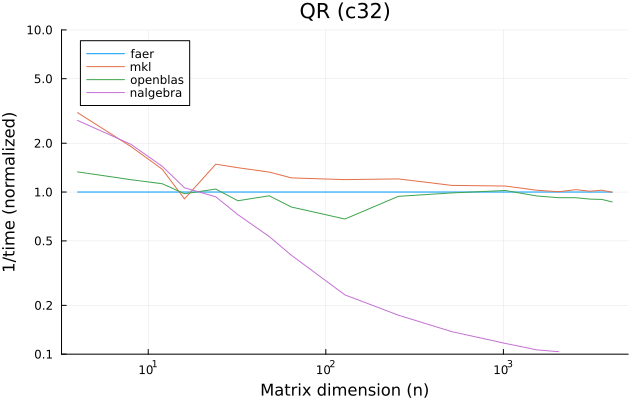 QR (c32)
1/time (normalized)
10.0
5.0
2.0
1.0
0.5
0.2
0.1
faer
mkl
openblas
nalgebra
10¹
10²
10³
Matrix dimension (n)